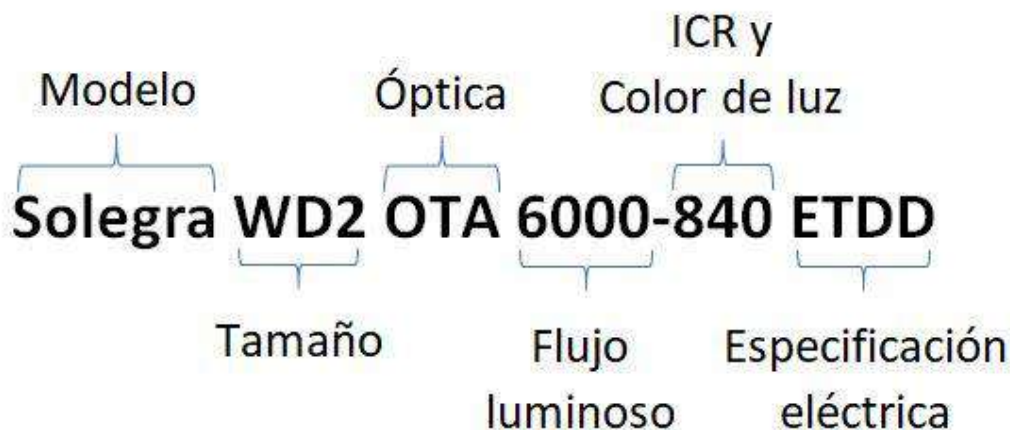 ICR y
Modelo Óptica Color de luz
Solegra WD2 OTA 6000-840 ETDD
Tamaño Flujo Especificación
luminoso eléctrica